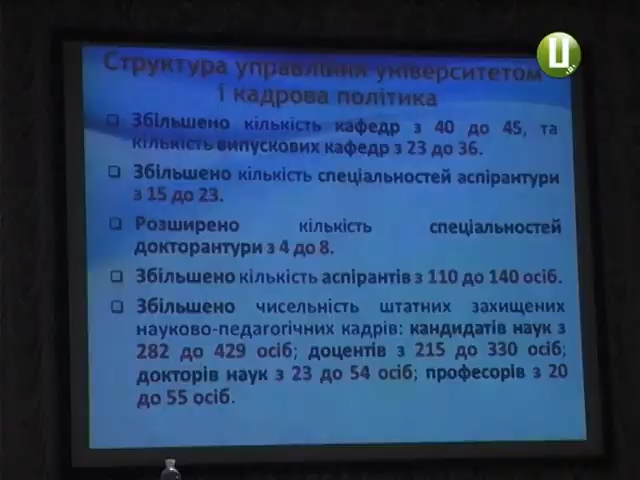 Ц
Структура управління університетом
і кадрова політика
Збільшено кількість кафедр з 40 до 45, та
кількість випускових кафедр з 23 до 36.
Збільшено кількість спеціальностей аспірантури
з 15 до 23.
Розширено кількість спеціальностей
докторантури з 4 до 8.
Збільшено кількість аспірантів з 110 до 140 осіб.
Збільшено чисельність штатних захищених
науково-педагогічних кадрів: кандидатів наук з
282 до 429 осіб; доцентів з 215 до 330 осіб;
докторів наук з 23 до 54 осіб; професорів з 20
до 55 осіб.